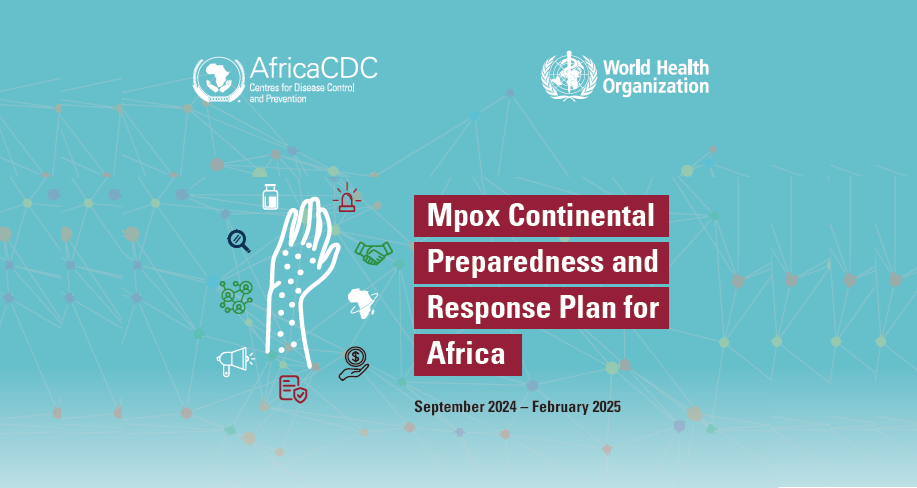 AfricaCDC
Centres for Disease Control
and Prevention
World Health
Organization
$
Mpox Continental
Preparedness and
Response Plan for
Africa
September 2024 – February 2025